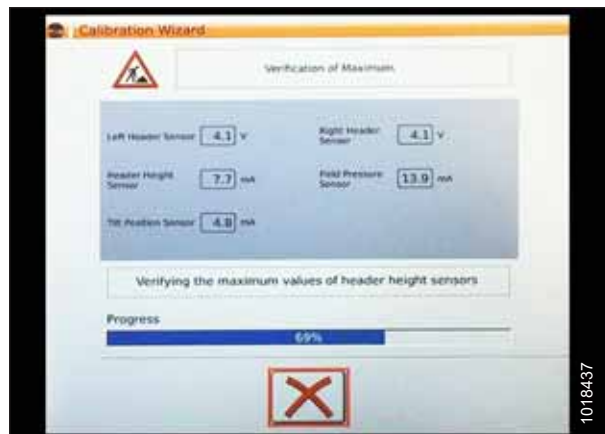 Calibration Wizard
Verification of Maximum
Left Header Sensor 4.1 V
Right Header Sensor 4.1 V
Header Height Sensor 7.7 mA
Field Pressure Sensor 13.9 mA
Tilt Position Sensor 4.8 mA
Verifying the maximum values of header height sensors
Progress
69%
1018437